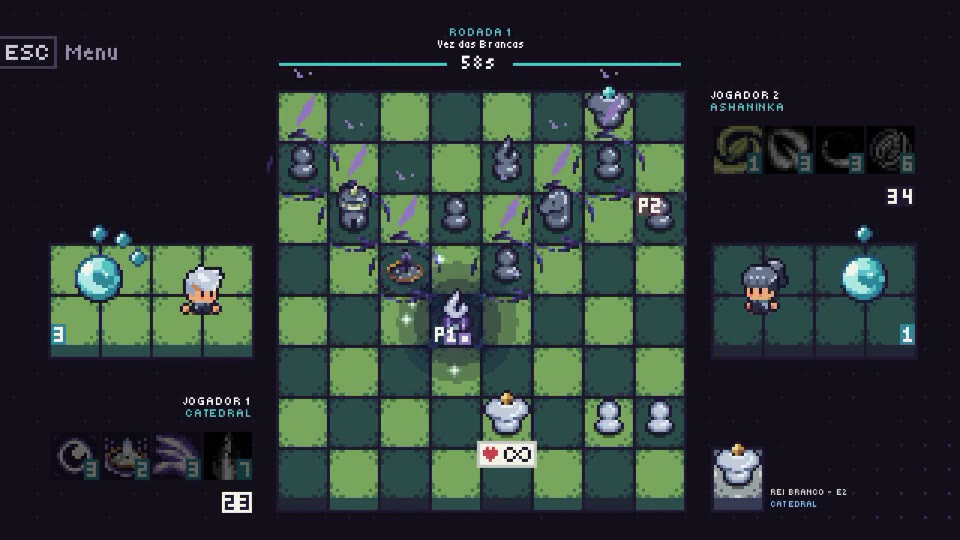 ESC Menu
RODADA 1
Vez das Brancas
58s
JOGADOR 2
ASHANINKA
1 3 3 6
34
P2
3
P1
1
JOGADOR 1
CATEDRAL
3 2 3 7
23
∞
REI BRANCO - E2
CATEDRAL